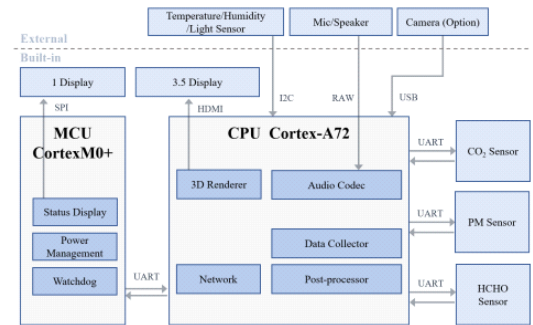 Temperature/Humidity
/Light Sensor
Mic/Speaker
Camera (Option)
External
Built-in
1 Display
3.5 Display
SPI
HDMI
I2C
RAW
USB
MCU
CortexM0+
CPU Cortex-A72
UART
CO₂ Sensor
3D Renderer
Audio Codec
Status Display
UART
PM Sensor
Power
Management
Data Collector
Watchdog
UART
Network
Post-processor
UART
HCHO
Sensor